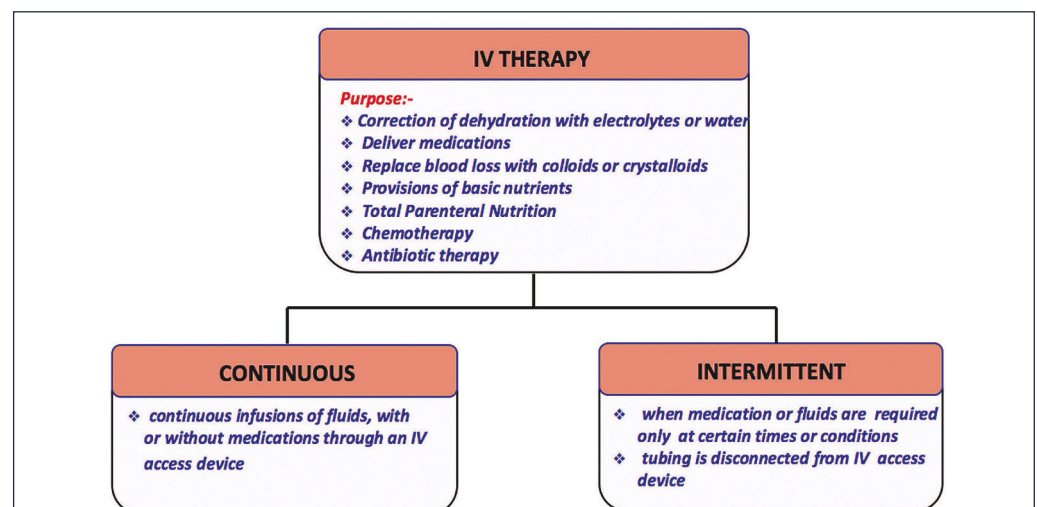 IV THERAPY
Purpose:-
❖ Correction of dehydration with electrolytes or water
❖ Deliver medications
❖ Replace blood loss with colloids or crystalloids
❖ Provisions of basic nutrients
❖ Total Parenteral Nutrition
❖ Chemotherapy
❖ Antibiotic therapy
CONTINUOUS
❖ continuous infusions of fluids, with
or without medications through an IV
access device
INTERMITTENT
❖ when medication or fluids are required
only at certain times or conditions
❖ tubing is disconnected from IV access
device